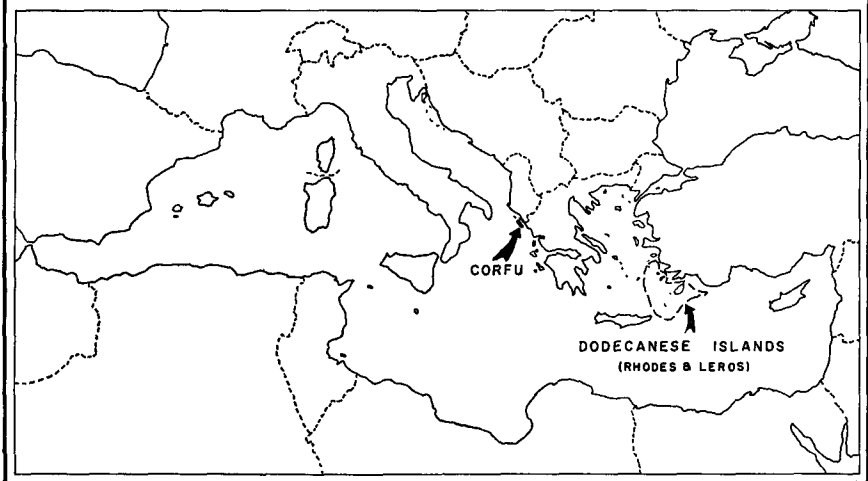 CORFU
DODECANESE ISLANDS
(RHODES & LEROS)